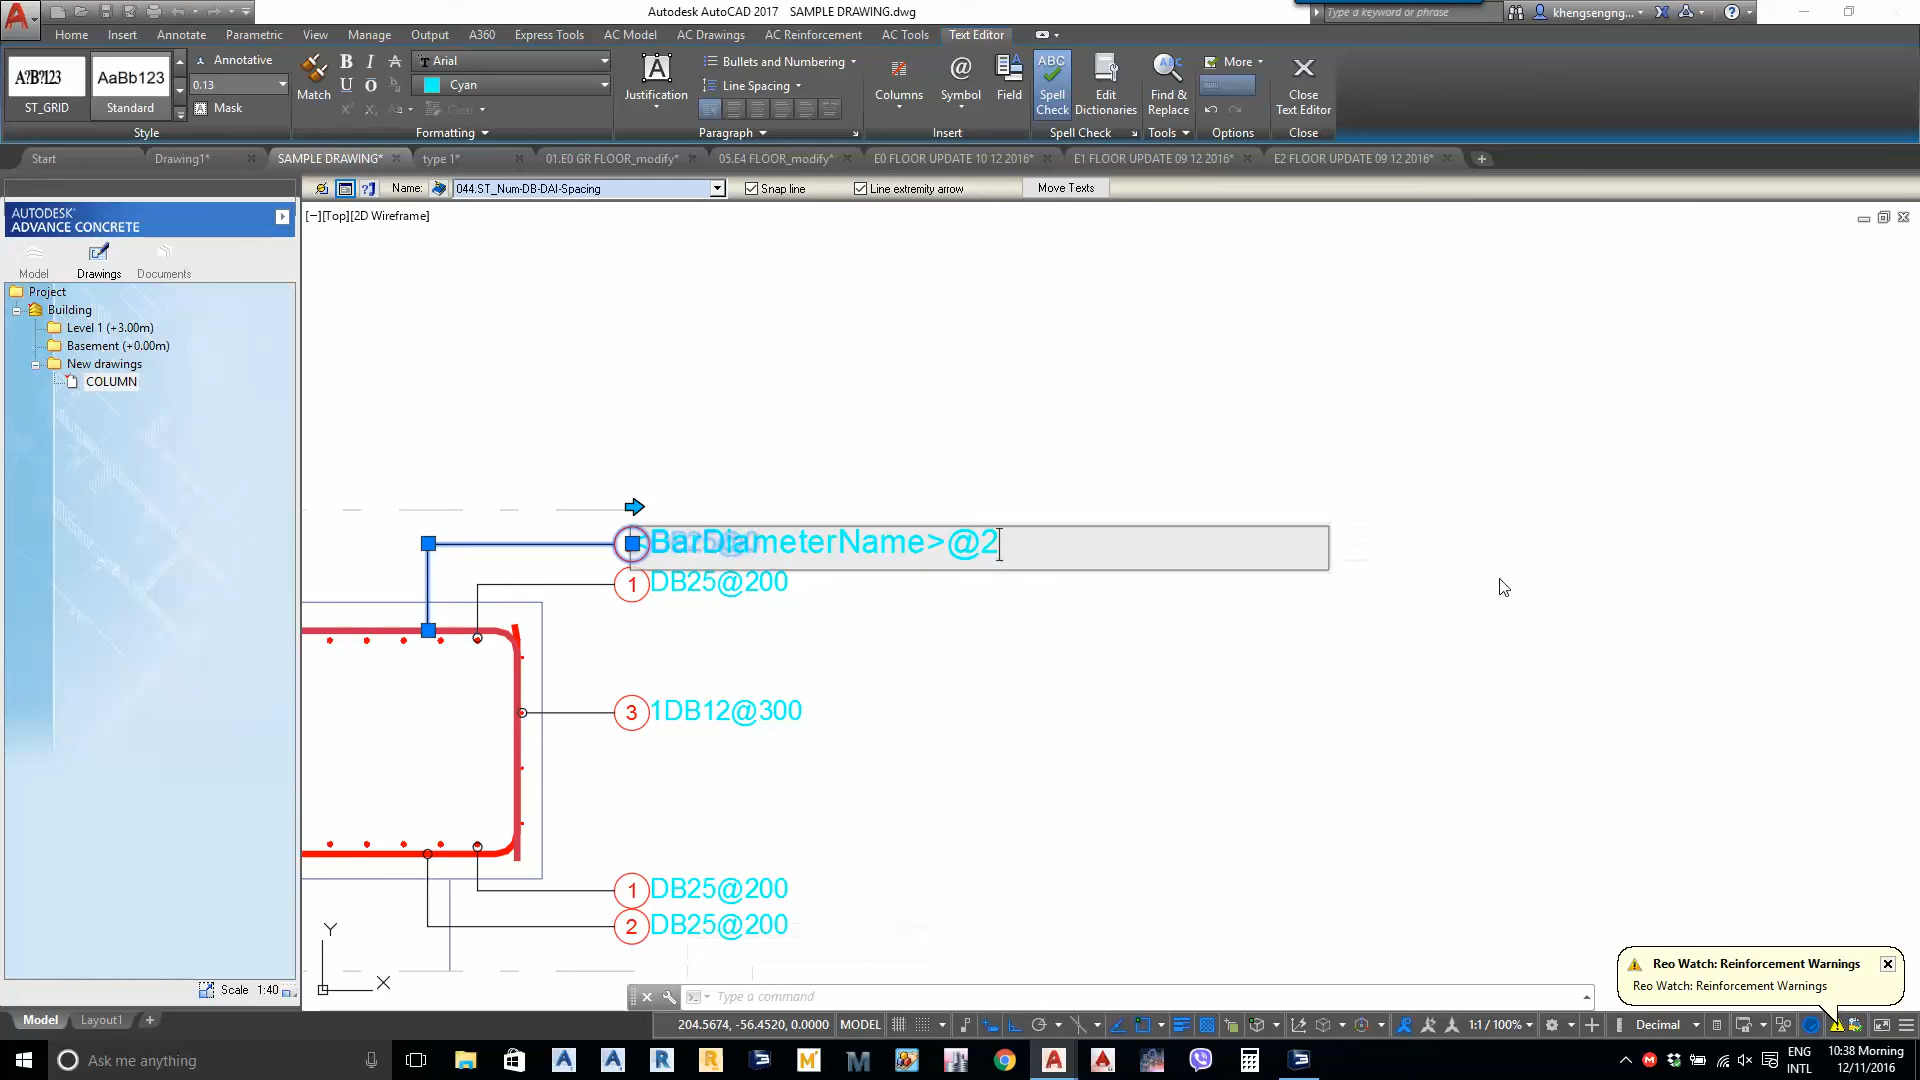 Autodesk AutoCAD 2017 SAMPLE DRAWING.dwg
Type a keyword or phrase
khengsengng...
Home Insert Annotate Parametric View Manage Output A360 Express Tools AC Model AC Drawings AC Reinforcement AC Tools Text Editor
A?B?123
ST_GRID
AaBb123
Standard
Annotative
0.13
Mask
Match
Arial
Cyan
Justification
Bullets and Numbering
Line Spacing
Columns
Symbol
Field
Spell Check
Edit Dictionaries
Find & Replace
More
Close Text Editor
Style Formatting Paragraph Insert Spell Check Tools Options Close
Start Drawing1* SAMPLE DRAWING* type 1* 01.E0 GR FLOOR_modify* 05.E4 FLOOR_modify* E0 FLOOR UPDATE 10 12 2016* E1 FLOOR UPDATE 09 12 2016* E2 FLOOR UPDATE 09 12 2016*
Name: 044.ST_Num-DB-DAI-Spacing Snap line Line extremity arrow Move Texts
AUTODESK®
ADVANCE CONCRETE
Model Drawings Documents
Project
Building
Level 1 (+3.00m)
Basement (+0.00m)
New drawings
COLUMN
Scale 1:40
[−][Top][2D Wireframe]
BarDiameterName>@2
1 DB25@200
3 1DB12@300
1 DB25@200
2 DB25@200
Y
X
Type a command
Reo Watch: Reinforcement Warnings
Reo Watch: Reinforcement Warnings
Model Layout1
204.5674, -56.4520, 0.0000 MODEL
1:1 / 100%
Decimal
Ask me anything
ENG
INTL
10:38 Morning
12/11/2016